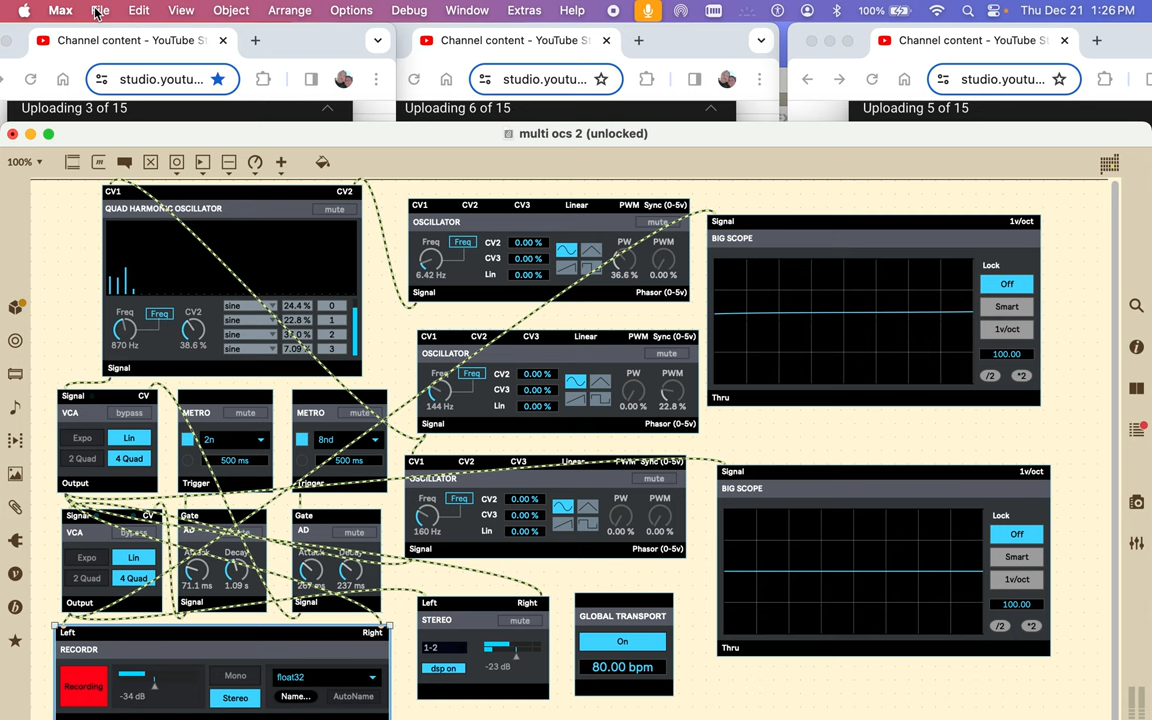 Max File Edit View Object Arrange Options Debug Window Extras Help 100% Thu Dec 21 1:26 PM
Channel content - YouTube St
Channel content - YouTube St
Channel content - YouTube St
studio.youtu...
studio.youtu...
studio.youtu...
Uploading 3 of 15
Uploading 6 of 15
Uploading 5 of 15
multi ocs 2 (unlocked)
100%
CV1 CV2
QUAD HARMONIC OSCILLATOR mute
Freq Freq CV2
870 Hz 38.6 %
sine 24.4 % 0
sine 22.8 % 1
sine 2
sine 7.09 % 3
Signal
CV1 CV2 CV3 Linear PWM Sync (0-5v)
OSCILLATOR mute
Freq Freq CV2 0.00 % PW PWM
CV3 0.00 %
6.42 Hz Lin 0.00 % 36.6 % 0.00 %
Signal Phasor (0-5v)
Signal 1v/oct
BIG SCOPE
Lock
Off
Smart
1v/oct
100.00
/2 *2
Thru
CV1 CV2 CV3 Linear PWM Sync (0-5v)
OSCILLATOR mute
Freq Freq CV2 0.00 % PW PWM
CV3 0.00 %
144 Hz Lin 0.00 % 0.00 % 22.8 %
Signal Phasor (0-5v)
Signal CV
VCA bypass
Expo Lin
2 Quad 4 Quad
Output
METRO mute
2n
500 ms
Trigger
METRO mute
8nd
500 ms
Trigger
CV1 CV2 CV3 Linear PWM Sync (0-5v)
OSCILLATOR mute
Freq Freq CV2 0.00 % PW PWM
CV3 0.00 %
160 Hz Lin 0.00 % 0.00 % 0.00 %
Signal Phasor (0-5v)
Signal 1v/oct
BIG SCOPE
Lock
Off
Smart
1v/oct
100.00
/2 *2
Thru
Signal CV
VCA bypass
Expo Lin
2 Quad 4 Quad
Output
Gate
AD
Attack Decay
71.1 ms 1.09 s
Signal
Gate
AD mute
Attack Decay
267 ms 237 ms
Signal
Left Right
RECORDR
Recording
-34 dB
Mono
Stereo
float32
Name... AutoName
Left Right
STEREO mute
1-2
dsp on -23 dB
GLOBAL TRANSPORT
On
80.00 bpm